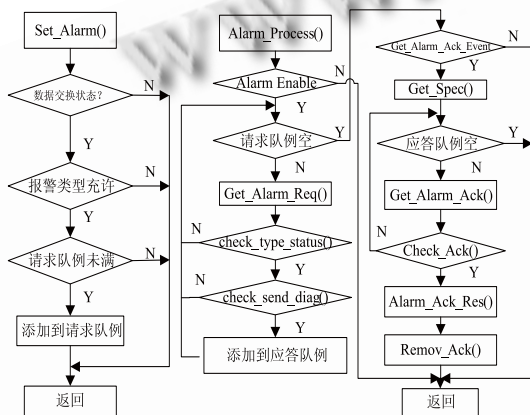 Set_Alarm()
数据交换状态?
N
Y
报警类型允许
N
Y
请求队例未满
N
Y
添加到请求队例
返回
Alarm_Process()
Alarm Enable
N
Y
请求队例空
Y
N
Get_Alarm_Req()
N
check_type_status()
Y
N
check_send_diag()
Y
添加到应答队例
Get_Alarm_Ack_Event
N
Y
Get_Spec()
应答队例空
Y
N
Get_Alarm_Ack()
N
Check_Ack()
Y
Alarm_Ack_Res()
Remov_Ack()
返回